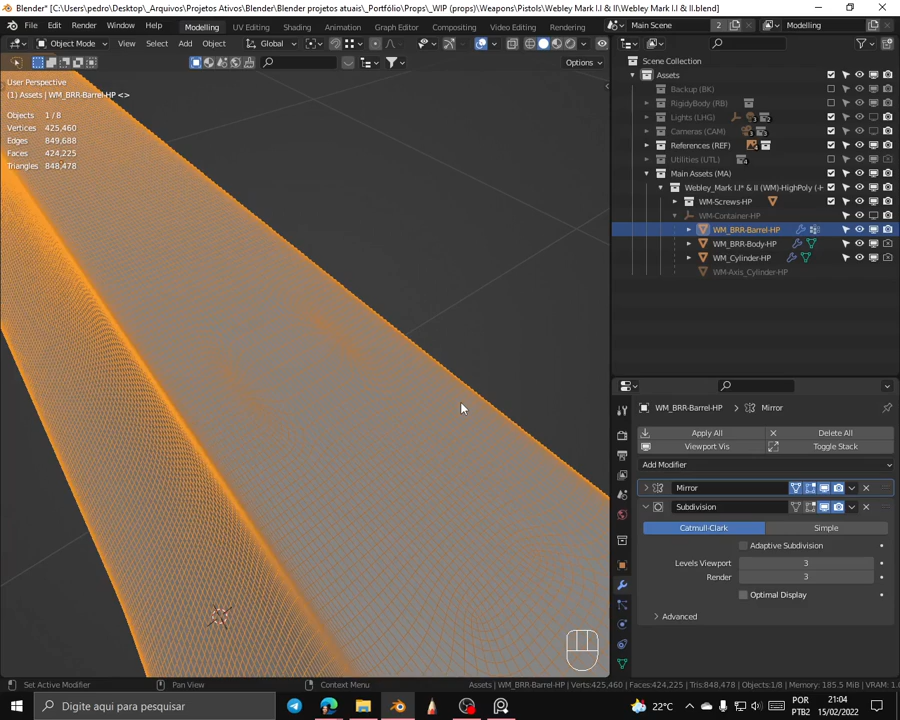 Blender* [C:\Users\pedro\Desktop\_Arquivos\Projetos Ativos\Blender\Blender projetos atuais\_Portfólio\Props\_WIP (props)\Weapons\Pistols\Webley Mark I.I & II\Webley Mark I.I & II.blend]
File Edit Render Window Help Modelling UV Editing Shading Animation Graph Editor Compositing Video Editing Rendering Main Scene 2 Modelling
Object Mode View Select Add Object Global
Options
User Perspective
(1) Assets | WM_BRR-Barrel-HP <>
Objects 1/8
Vertices 425,460
Edges 849,688
Faces 424,225
Triangles 848,478
Scene Collection
Assets
Backup (BK)
RigidyBody (RB)
Lights (LHG)
Cameras (CAM)
References (REF)
Utilities (UTL)
Main Assets (MA)
Webley_Mark I.I* & II (WM)-HighPoly (-H
WM-Screws-HP
WM-Container-HP
WM_BRR-Barrel-HP
WM_BRR-Body-HP
WM_Cylinder-HP
WM-Axis_Cylinder-HP
WM_BRR-Barrel-HP > Mirror
Apply All Delete All
Viewport Vis Toggle Stack
Add Modifier
Mirror
Subdivision
Catmull-Clark Simple
Adaptive Subdivision
Levels Viewport 3
Render 3
Optimal Display
Advanced
Set Active Modifier Pan View Context Menu Assets | WM_BRR-Barrel-HP | Verts:425,460 | Faces:424,225 | Tris:848,478 | Objects:1/8 | Memory: 185.5 MiB | VRAM: 1.
Digite aqui para pesquisar 22°C POR PTB2 21:04 15/02/2022